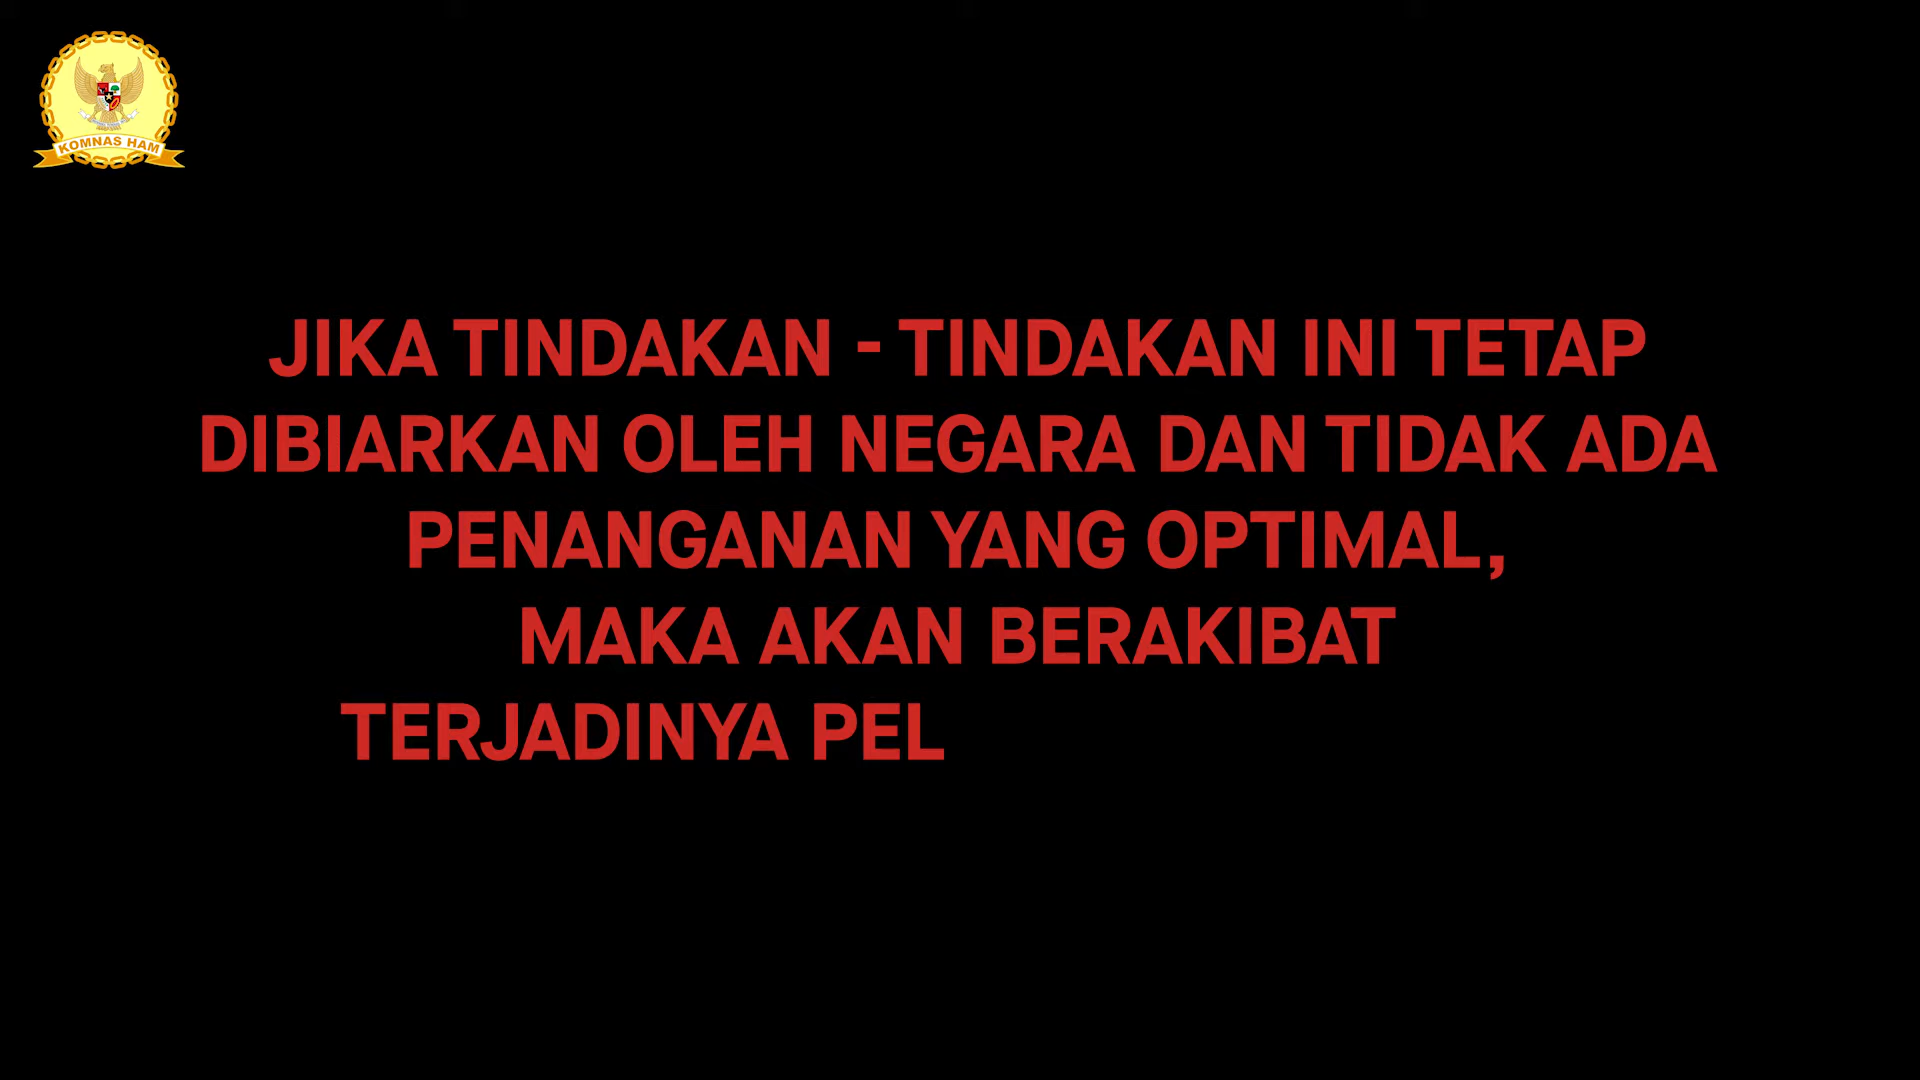 KOMNAS HAM
JIKA TINDAKAN - TINDAKAN INI TETAP
DIBIARKAN OLEH NEGARA DAN TIDAK ADA
PENANGANAN YANG OPTIMAL,
MAKA AKAN BERAKIBAT
TERJADINYA PEL